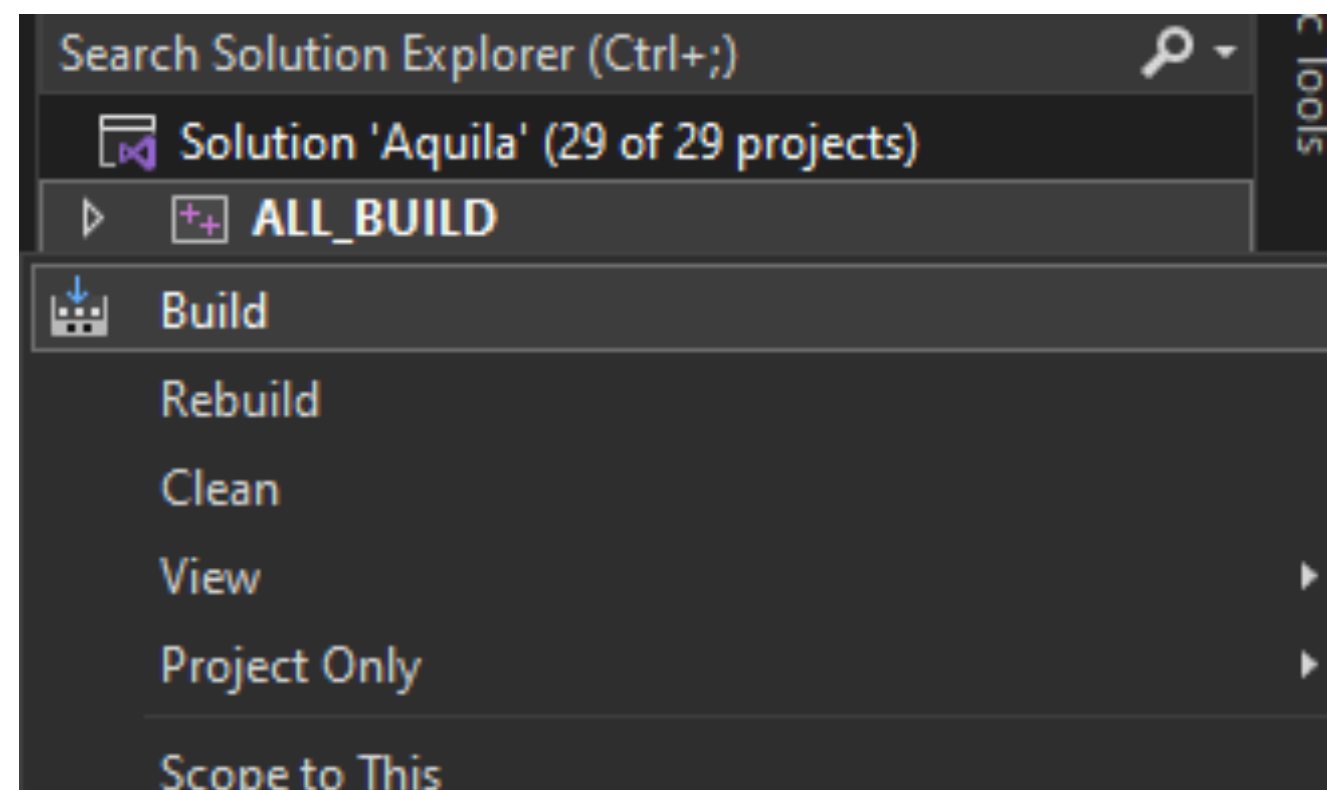 Search Solution Explorer (Ctrl+;)
Solution 'Aquila' (29 of 29 projects)
ALL_BUILD
Build
Rebuild
Clean
View
Project Only
Scope to This
Tools